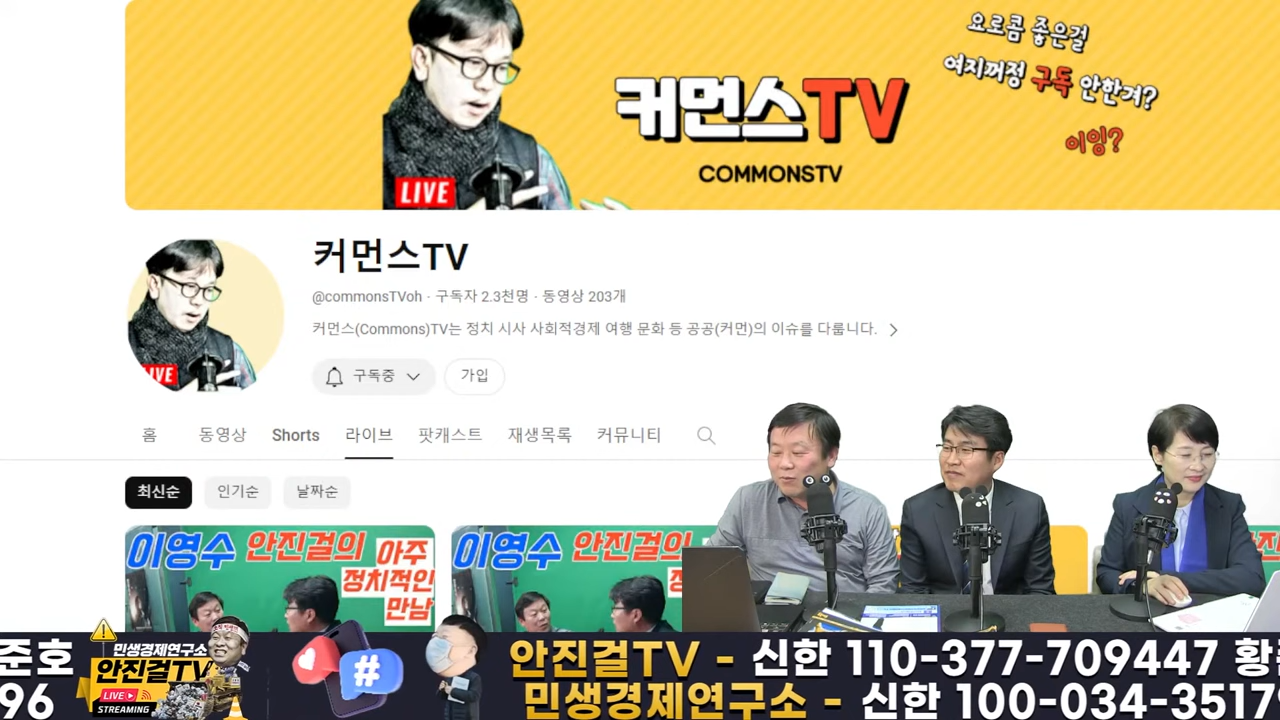 요로콤 좋은걸
여지꺼정 구독 안한겨?
이잉?
커먼스TV
COMMONSTV
LIVE
커먼스TV
@commonsTVoh · 구독자 2.3천명 · 동영상 203개
커먼스(Commons)TV는 정치 시사 사회적경제 여행 문화 등 공공(커먼)의 이슈를 다룹니다.
LIVE
구독중
가입
홈 동영상 Shorts 라이브 팟캐스트 재생목록 커뮤니티
최신순 인기순 날짜순
이영수 안진걸의 아주
정치적인
만남
이영수 안진걸의
준호
96
민생경제연구소
안진걸TV
LIVE
STREAMING
#
안진걸TV - 신한 110-377-709447
민생경제연구소 - 신한 100-034-3517